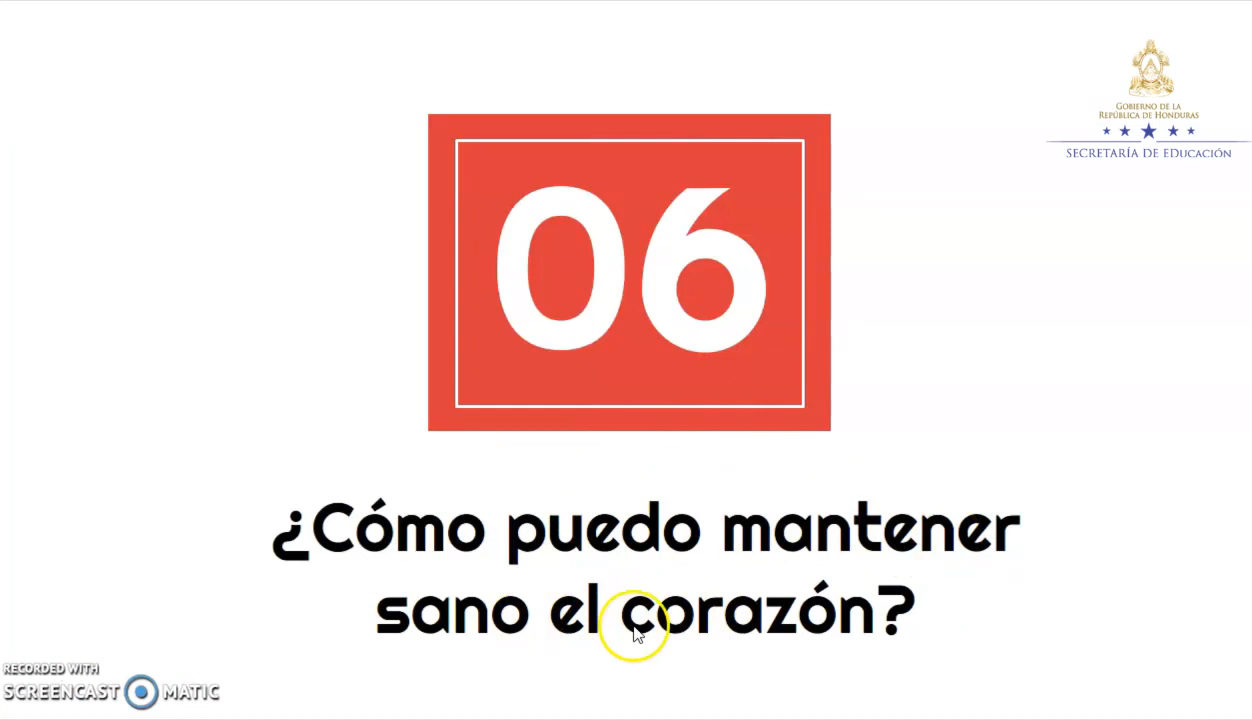 GOBIERNO DE LA
REPÚBLICA DE HONDURAS
SECRETARÍA DE EDUCACIÓN
06
¿Cómo puedo mantener
sano el corazón?
RECORDED WITH
SCREENCAST MATIC